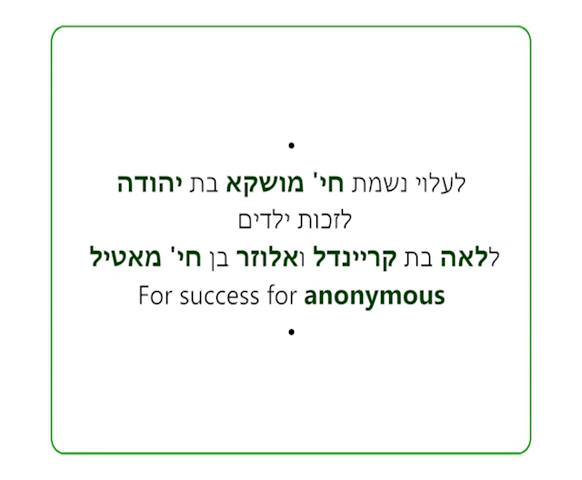 •
לעלוי נשמת חי' מושקא בת יהודה
לזכות ילדים
ללאה בת קריינדל ואלוזר בן חי' מאטיל
For success for anonymous
•